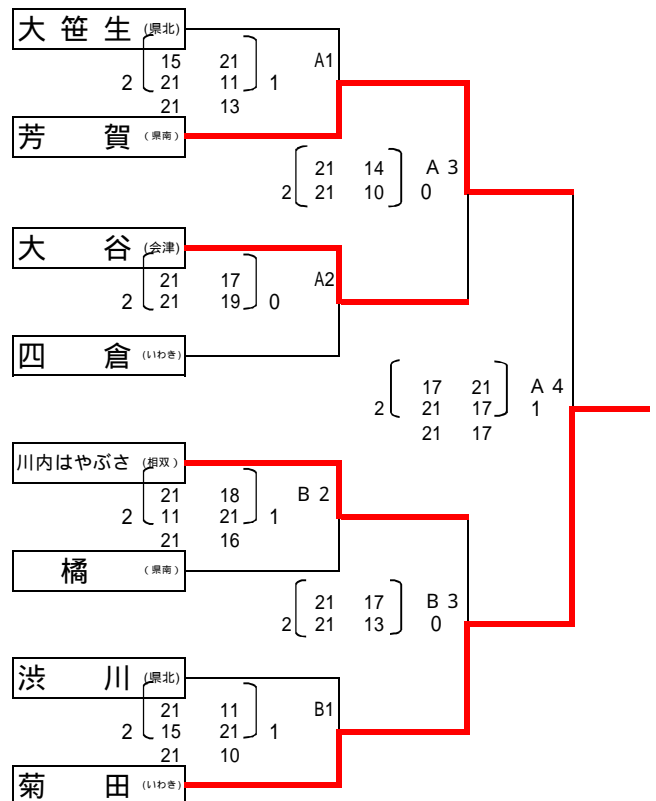 大笹生 (県北)
15 21 A1
2 21 11 1
21 13
芳賀 (県南)
21 14 A 3
2 21 10 0
大谷 (会津)
21 17 A2
2 21 19 0
四倉 (いわき)
17 21 A 4
2 21 17 1
21 17
川内はやぶさ (相双)
21 18 B 2
2 11 21 1
21 16
橘 (県南)
21 17 B 3
2 21 13 0
渋川 (県北)
21 11 B1
2 15 21 1
21 10
菊田 (いわき)